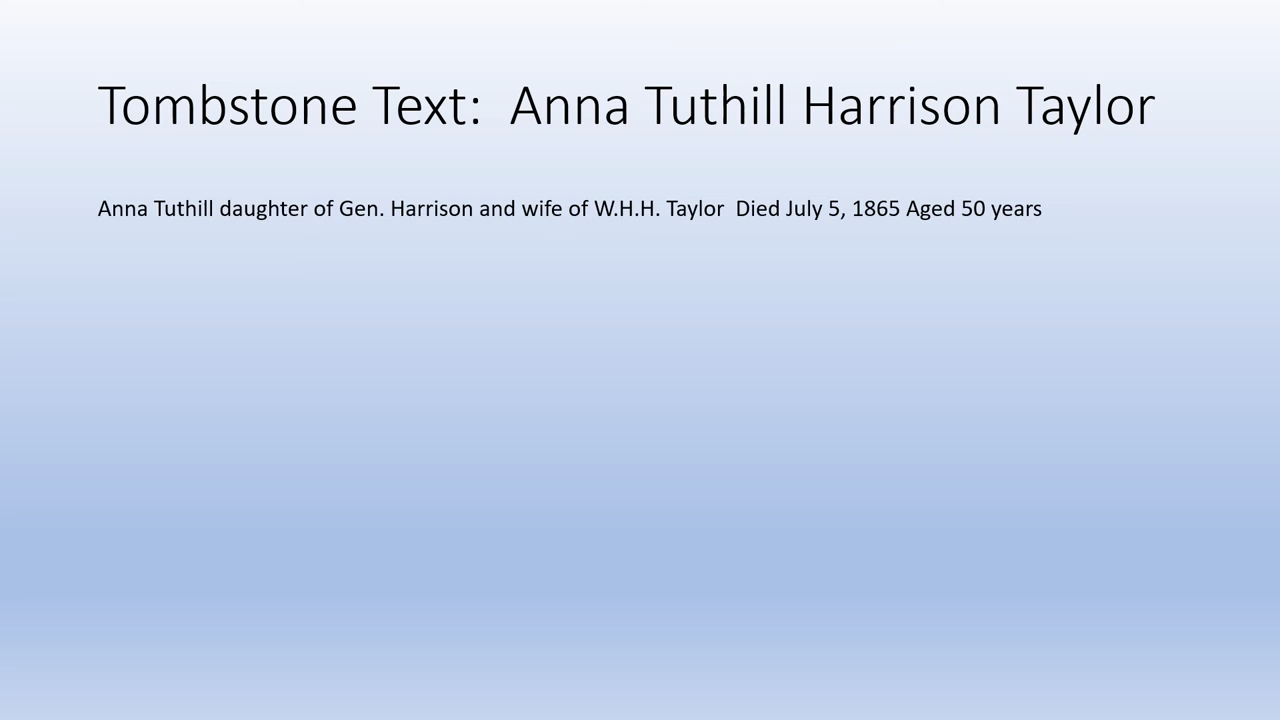 Tombstone Text:  Anna Tuthill Harrison Taylor
Anna Tuthill daughter of Gen. Harrison and wife of W.H.H. Taylor  Died July 5, 1865 Aged 50 years